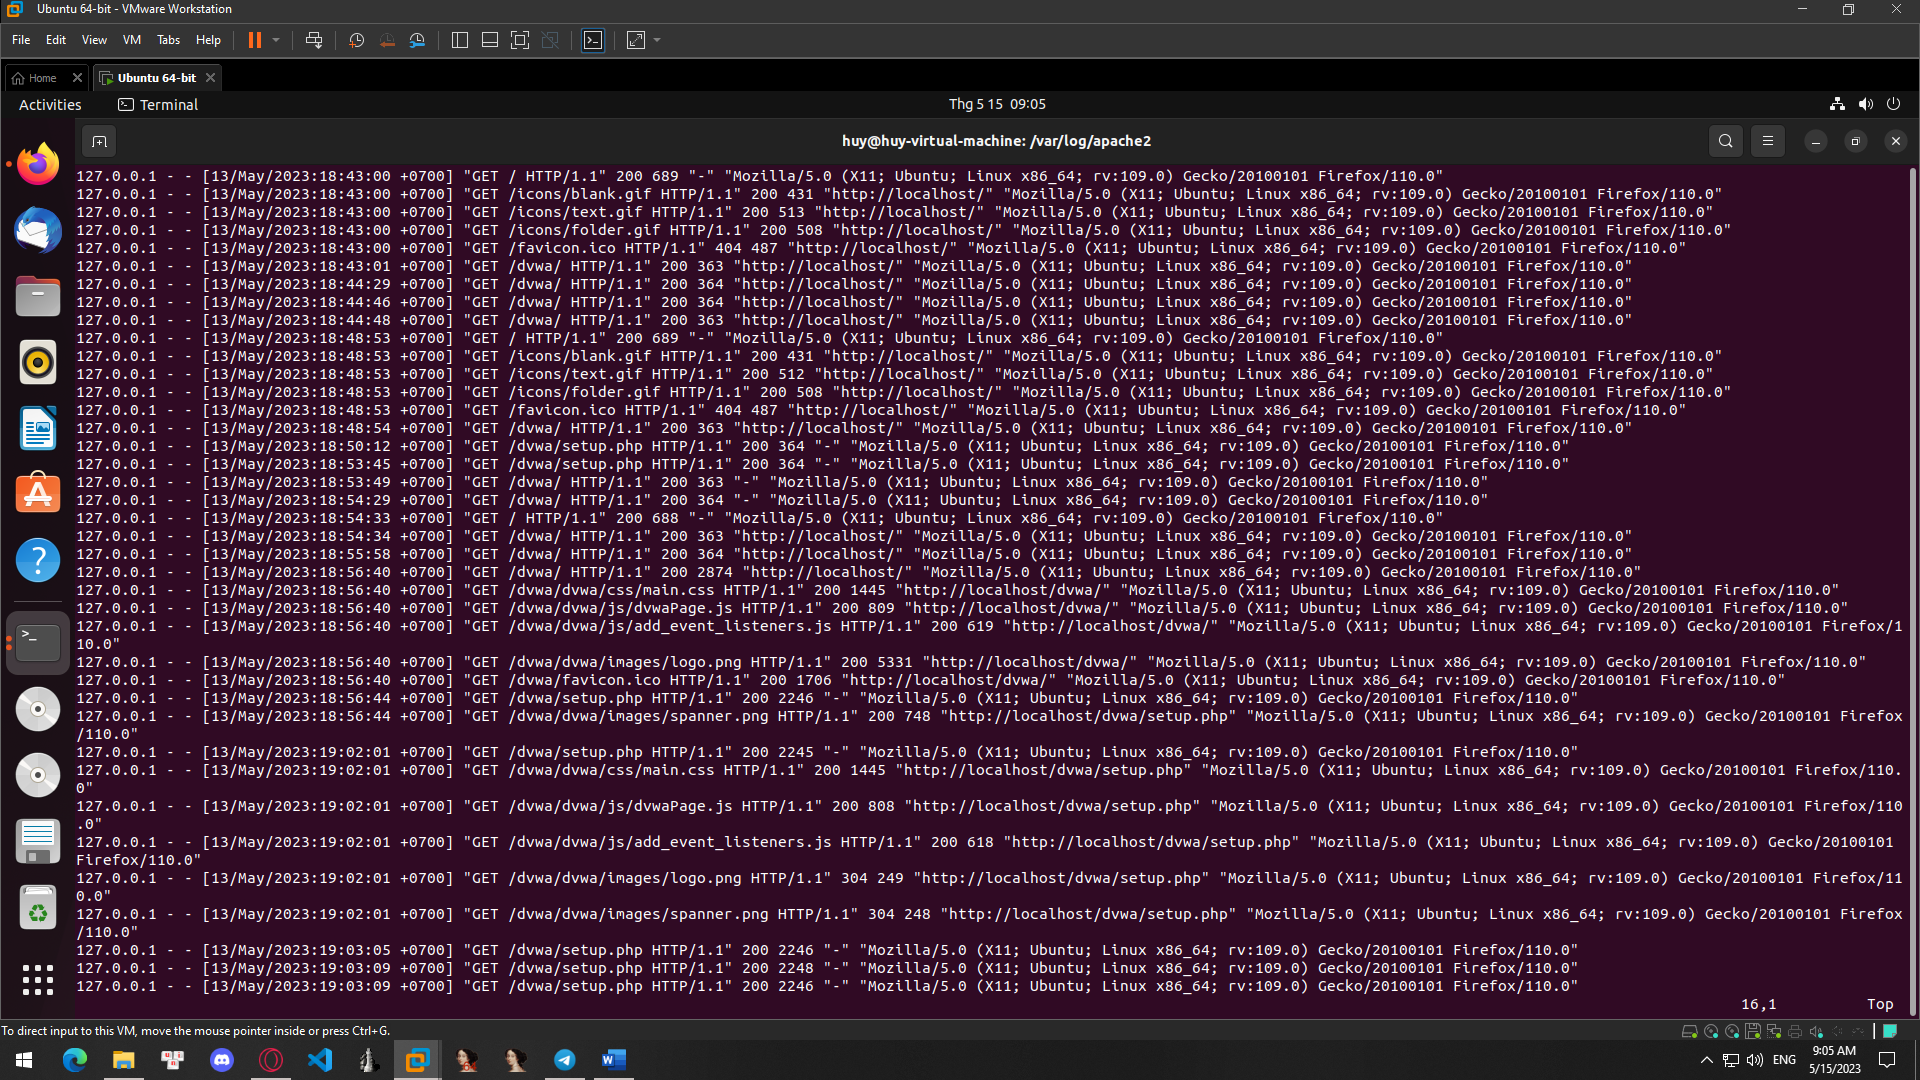 Ubuntu 64-bit - VMware Workstation
File Edit View VM Tabs Help
Home
Ubuntu 64-bit
Activities
Terminal
Thg 5 15 09:05
huy@huy-virtual-machine: /var/log/apache2
127.0.0.1 - - [13/May/2023:18:43:00 +0700] "GET / HTTP/1.1" 200 689 "-" "Mozilla/5.0 (X11; Ubuntu; Linux x86_64; rv:109.0) Gecko/20100101 Firefox/110.0"
127.0.0.1 - - [13/May/2023:18:43:00 +0700] "GET /icons/blank.gif HTTP/1.1" 200 431 "http://localhost/" "Mozilla/5.0 (X11; Ubuntu; Linux x86_64; rv:109.0) Gecko/20100101 Firefox/110.0"
127.0.0.1 - - [13/May/2023:18:43:00 +0700] "GET /icons/text.gif HTTP/1.1" 200 513 "http://localhost/" "Mozilla/5.0 (X11; Ubuntu; Linux x86_64; rv:109.0) Gecko/20100101 Firefox/110.0"
127.0.0.1 - - [13/May/2023:18:43:00 +0700] "GET /icons/folder.gif HTTP/1.1" 200 508 "http://localhost/" "Mozilla/5.0 (X11; Ubuntu; Linux x86_64; rv:109.0) Gecko/20100101 Firefox/110.0"
127.0.0.1 - - [13/May/2023:18:43:00 +0700] "GET /favicon.ico HTTP/1.1" 404 487 "http://localhost/" "Mozilla/5.0 (X11; Ubuntu; Linux x86_64; rv:109.0) Gecko/20100101 Firefox/110.0"
127.0.0.1 - - [13/May/2023:18:43:01 +0700] "GET /dvwa/ HTTP/1.1" 200 363 "http://localhost/" "Mozilla/5.0 (X11; Ubuntu; Linux x86_64; rv:109.0) Gecko/20100101 Firefox/110.0"
127.0.0.1 - - [13/May/2023:18:44:29 +0700] "GET /dvwa/ HTTP/1.1" 200 364 "http://localhost/" "Mozilla/5.0 (X11; Ubuntu; Linux x86_64; rv:109.0) Gecko/20100101 Firefox/110.0"
127.0.0.1 - - [13/May/2023:18:44:46 +0700] "GET /dvwa/ HTTP/1.1" 200 364 "http://localhost/" "Mozilla/5.0 (X11; Ubuntu; Linux x86_64; rv:109.0) Gecko/20100101 Firefox/110.0"
127.0.0.1 - - [13/May/2023:18:44:48 +0700] "GET /dvwa/ HTTP/1.1" 200 363 "http://localhost/" "Mozilla/5.0 (X11; Ubuntu; Linux x86_64; rv:109.0) Gecko/20100101 Firefox/110.0"
127.0.0.1 - - [13/May/2023:18:48:53 +0700] "GET / HTTP/1.1" 200 689 "-" "Mozilla/5.0 (X11; Ubuntu; Linux x86_64; rv:109.0) Gecko/20100101 Firefox/110.0"
127.0.0.1 - - [13/May/2023:18:48:53 +0700] "GET /icons/blank.gif HTTP/1.1" 200 431 "http://localhost/" "Mozilla/5.0 (X11; Ubuntu; Linux x86_64; rv:109.0) Gecko/20100101 Firefox/110.0"
127.0.0.1 - - [13/May/2023:18:48:53 +0700] "GET /icons/text.gif HTTP/1.1" 200 512 "http://localhost/" "Mozilla/5.0 (X11; Ubuntu; Linux x86_64; rv:109.0) Gecko/20100101 Firefox/110.0"
127.0.0.1 - - [13/May/2023:18:48:53 +0700] "GET /icons/folder.gif HTTP/1.1" 200 508 "http://localhost/" "Mozilla/5.0 (X11; Ubuntu; Linux x86_64; rv:109.0) Gecko/20100101 Firefox/110.0"
127.0.0.1 - - [13/May/2023:18:48:53 +0700] "GET /favicon.ico HTTP/1.1" 404 487 "http://localhost/" "Mozilla/5.0 (X11; Ubuntu; Linux x86_64; rv:109.0) Gecko/20100101 Firefox/110.0"
127.0.0.1 - - [13/May/2023:18:48:54 +0700] "GET /dvwa/ HTTP/1.1" 200 363 "http://localhost/" "Mozilla/5.0 (X11; Ubuntu; Linux x86_64; rv:109.0) Gecko/20100101 Firefox/110.0"
127.0.0.1 - - [13/May/2023:18:50:12 +0700] "GET /dvwa/setup.php HTTP/1.1" 200 364 "-" "Mozilla/5.0 (X11; Ubuntu; Linux x86_64; rv:109.0) Gecko/20100101 Firefox/110.0"
127.0.0.1 - - [13/May/2023:18:53:45 +0700] "GET /dvwa/setup.php HTTP/1.1" 200 364 "-" "Mozilla/5.0 (X11; Ubuntu; Linux x86_64; rv:109.0) Gecko/20100101 Firefox/110.0"
127.0.0.1 - - [13/May/2023:18:53:49 +0700] "GET /dvwa/ HTTP/1.1" 200 363 "-" "Mozilla/5.0 (X11; Ubuntu; Linux x86_64; rv:109.0) Gecko/20100101 Firefox/110.0"
127.0.0.1 - - [13/May/2023:18:54:29 +0700] "GET /dvwa/ HTTP/1.1" 200 364 "-" "Mozilla/5.0 (X11; Ubuntu; Linux x86_64; rv:109.0) Gecko/20100101 Firefox/110.0"
127.0.0.1 - - [13/May/2023:18:54:33 +0700] "GET / HTTP/1.1" 200 688 "-" "Mozilla/5.0 (X11; Ubuntu; Linux x86_64; rv:109.0) Gecko/20100101 Firefox/110.0"
127.0.0.1 - - [13/May/2023:18:54:34 +0700] "GET /dvwa/ HTTP/1.1" 200 363 "http://localhost/" "Mozilla/5.0 (X11; Ubuntu; Linux x86_64; rv:109.0) Gecko/20100101 Firefox/110.0"
127.0.0.1 - - [13/May/2023:18:55:58 +0700] "GET /dvwa/ HTTP/1.1" 200 364 "http://localhost/" "Mozilla/5.0 (X11; Ubuntu; Linux x86_64; rv:109.0) Gecko/20100101 Firefox/110.0"
127.0.0.1 - - [13/May/2023:18:56:40 +0700] "GET /dvwa/ HTTP/1.1" 200 2874 "http://localhost/" "Mozilla/5.0 (X11; Ubuntu; Linux x86_64; rv:109.0) Gecko/20100101 Firefox/110.0"
127.0.0.1 - - [13/May/2023:18:56:40 +0700] "GET /dvwa/dvwa/css/main.css HTTP/1.1" 200 1445 "http://localhost/dvwa/" "Mozilla/5.0 (X11; Ubuntu; Linux x86_64; rv:109.0) Gecko/20100101 Firefox/110.0"
127.0.0.1 - - [13/May/2023:18:56:40 +0700] "GET /dvwa/dvwa/js/dvwaPage.js HTTP/1.1" 200 809 "http://localhost/dvwa/" "Mozilla/5.0 (X11; Ubuntu; Linux x86_64; rv:109.0) Gecko/20100101 Firefox/110.0"
127.0.0.1 - - [13/May/2023:18:56:40 +0700] "GET /dvwa/dvwa/js/add_event_listeners.js HTTP/1.1" 200 619 "http://localhost/dvwa/" "Mozilla/5.0 (X11; Ubuntu; Linux x86_64; rv:109.0) Gecko/20100101 Firefox/1
10.0"
127.0.0.1 - - [13/May/2023:18:56:40 +0700] "GET /dvwa/dvwa/images/logo.png HTTP/1.1" 200 5331 "http://localhost/dvwa/" "Mozilla/5.0 (X11; Ubuntu; Linux x86_64; rv:109.0) Gecko/20100101 Firefox/110.0"
127.0.0.1 - - [13/May/2023:18:56:40 +0700] "GET /dvwa/favicon.ico HTTP/1.1" 200 1706 "http://localhost/dvwa/" "Mozilla/5.0 (X11; Ubuntu; Linux x86_64; rv:109.0) Gecko/20100101 Firefox/110.0"
127.0.0.1 - - [13/May/2023:18:56:44 +0700] "GET /dvwa/setup.php HTTP/1.1" 200 2246 "-" "Mozilla/5.0 (X11; Ubuntu; Linux x86_64; rv:109.0) Gecko/20100101 Firefox/110.0"
127.0.0.1 - - [13/May/2023:18:56:44 +0700] "GET /dvwa/dvwa/images/spanner.png HTTP/1.1" 200 748 "http://localhost/dvwa/setup.php" "Mozilla/5.0 (X11; Ubuntu; Linux x86_64; rv:109.0) Gecko/20100101 Firefox
/110.0"
127.0.0.1 - - [13/May/2023:19:02:01 +0700] "GET /dvwa/setup.php HTTP/1.1" 200 2245 "-" "Mozilla/5.0 (X11; Ubuntu; Linux x86_64; rv:109.0) Gecko/20100101 Firefox/110.0"
127.0.0.1 - - [13/May/2023:19:02:01 +0700] "GET /dvwa/dvwa/css/main.css HTTP/1.1" 200 1445 "http://localhost/dvwa/setup.php" "Mozilla/5.0 (X11; Ubuntu; Linux x86_64; rv:109.0) Gecko/20100101 Firefox/110.
0"
127.0.0.1 - - [13/May/2023:19:02:01 +0700] "GET /dvwa/dvwa/js/dvwaPage.js HTTP/1.1" 200 808 "http://localhost/dvwa/setup.php" "Mozilla/5.0 (X11; Ubuntu; Linux x86_64; rv:109.0) Gecko/20100101 Firefox/110
.0"
127.0.0.1 - - [13/May/2023:19:02:01 +0700] "GET /dvwa/dvwa/js/add_event_listeners.js HTTP/1.1" 200 618 "http://localhost/dvwa/setup.php" "Mozilla/5.0 (X11; Ubuntu; Linux x86_64; rv:109.0) Gecko/20100101
Firefox/110.0"
127.0.0.1 - - [13/May/2023:19:02:01 +0700] "GET /dvwa/dvwa/images/logo.png HTTP/1.1" 304 249 "http://localhost/dvwa/setup.php" "Mozilla/5.0 (X11; Ubuntu; Linux x86_64; rv:109.0) Gecko/20100101 Firefox/11
0.0"
127.0.0.1 - - [13/May/2023:19:02:01 +0700] "GET /dvwa/dvwa/images/spanner.png HTTP/1.1" 304 248 "http://localhost/dvwa/setup.php" "Mozilla/5.0 (X11; Ubuntu; Linux x86_64; rv:109.0) Gecko/20100101 Firefox
/110.0"
127.0.0.1 - - [13/May/2023:19:03:05 +0700] "GET /dvwa/setup.php HTTP/1.1" 200 2246 "-" "Mozilla/5.0 (X11; Ubuntu; Linux x86_64; rv:109.0) Gecko/20100101 Firefox/110.0"
127.0.0.1 - - [13/May/2023:19:03:09 +0700] "GET /dvwa/setup.php HTTP/1.1" 200 2248 "-" "Mozilla/5.0 (X11; Ubuntu; Linux x86_64; rv:109.0) Gecko/20100101 Firefox/110.0"
127.0.0.1 - - [13/May/2023:19:03:09 +0700] "GET /dvwa/setup.php HTTP/1.1" 200 2246 "-" "Mozilla/5.0 (X11; Ubuntu; Linux x86_64; rv:109.0) Gecko/20100101 Firefox/110.0"
16,1 Top
To direct input to this VM, move the mouse pointer inside or press Ctrl+G.
ENG
9:05 AM
5/15/2023